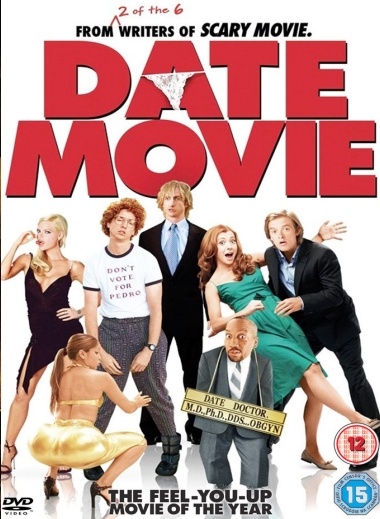 2 of the 6
FROM WRITERS OF SCARY MOVIE.
DATE
MOVIE
DON'T
VOTE
FOR
PEDRO
DATE DOCTOR
M.D., Ph.D., DDS...OBGYN
12
15
DVD
VIDEO
THE FEEL-YOU-UP
MOVIE OF THE YEAR